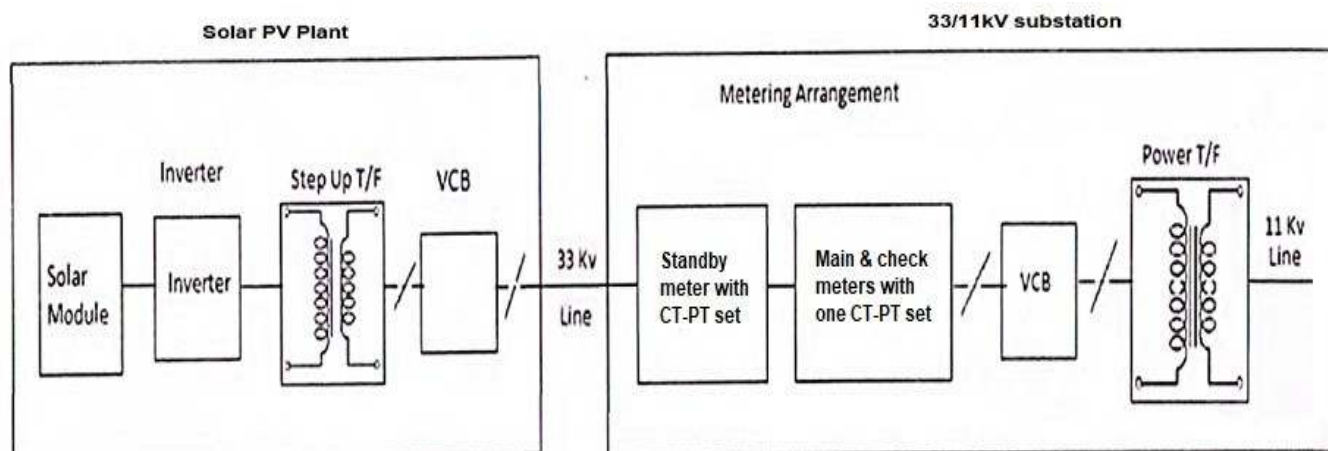 Solar PV Plant
33/11kV substation
Metering Arrangement
Inverter
Step Up T/F
VCB
Power T/F
Solar
Module
Inverter
33 Kv
Line
Standby
meter with
CT-PT set
Main & check
meters with
one CT-PT set
VCB
11 Kv
Line